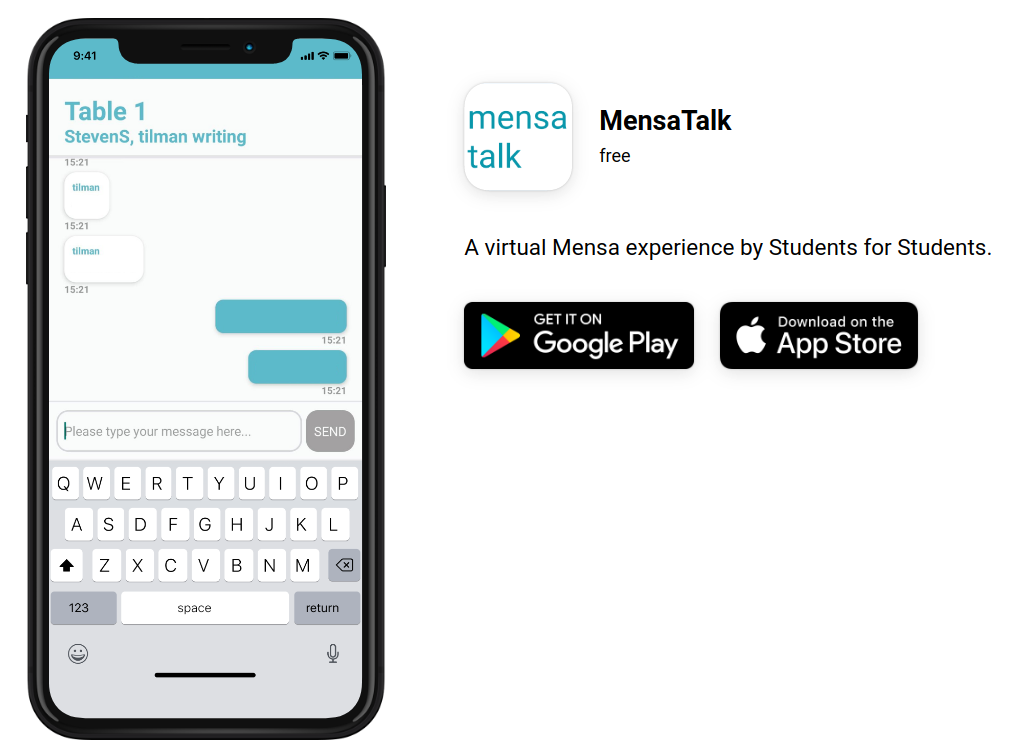 9:41
Table 1
StevenS, tilman writing
15:21
tilman
15:21
tilman
15:21
15:21
15:21
Please type your message here...
SEND
Q W E R T Y U I O P
A S D F G H J K L
Z X C V B N M
123 space return
mensa
talk
MensaTalk
free
A virtual Mensa experience by Students for Students.
GET IT ON
Google Play
Download on the
App Store